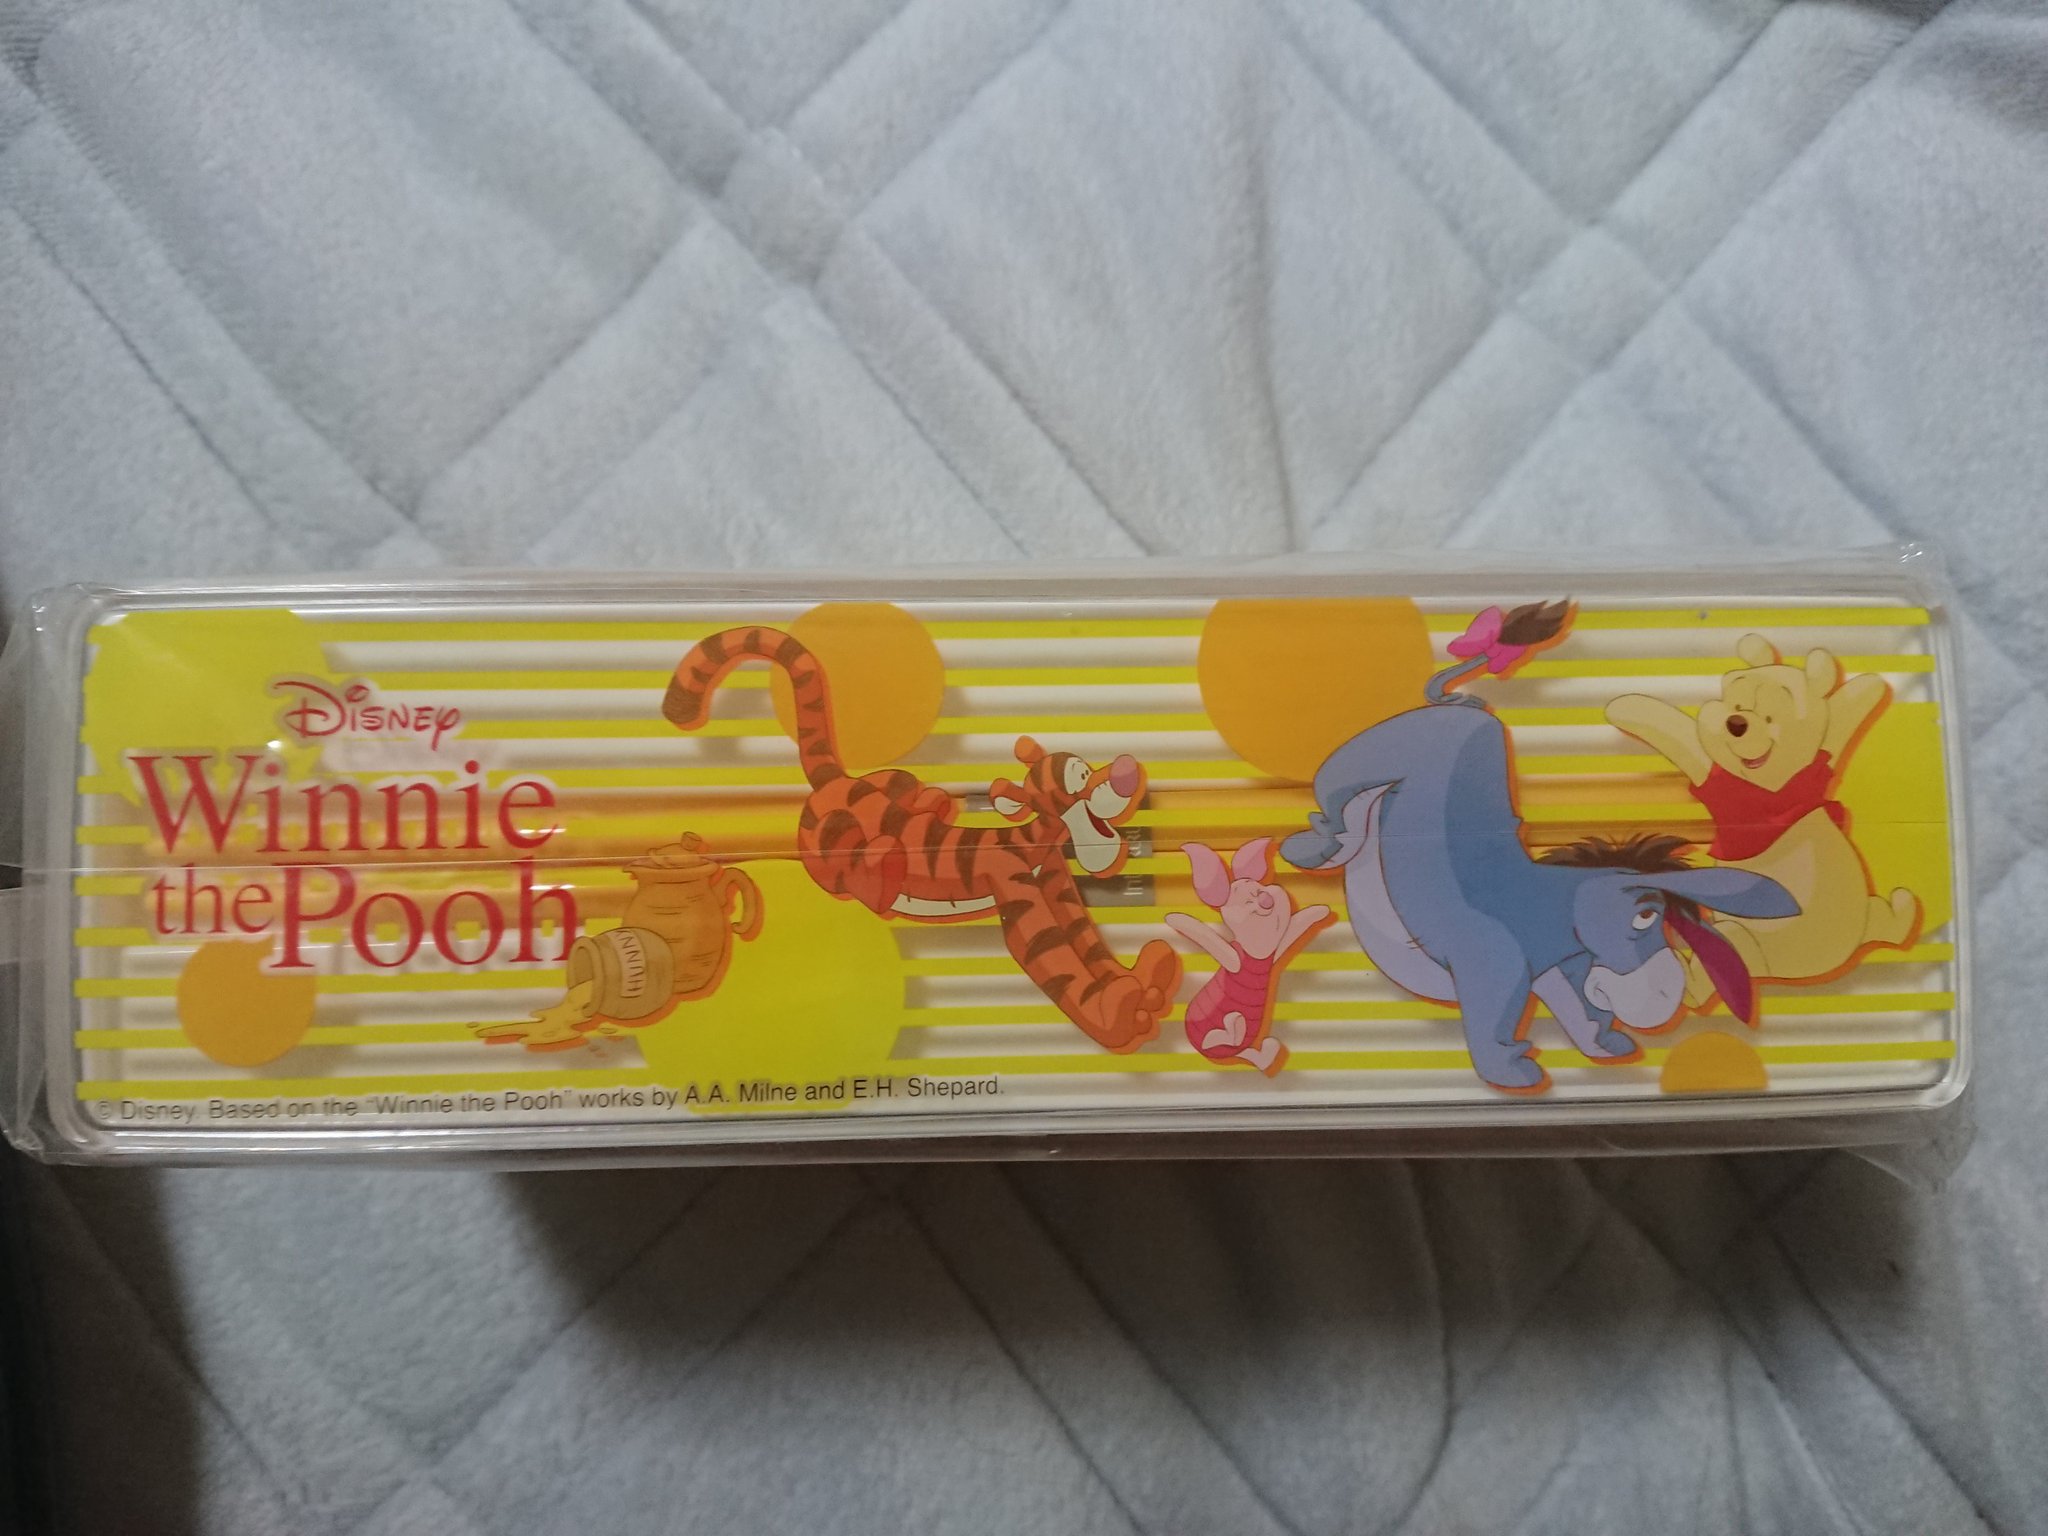 Disney
Winnie
the Pooh
HUNNY
© Disney. Based on the "Winnie the Pooh" works by A.A. Milne and E.H. Shepard.